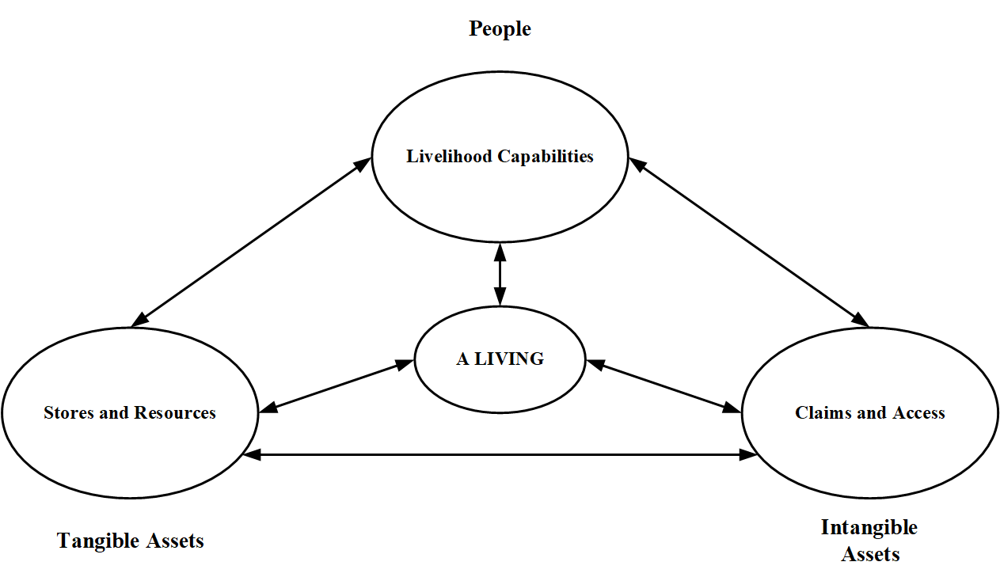 People
Livelihood Capabilities
A LIVING
Stores and Resources
Claims and Access
Tangible Assets
Intangible
Assets